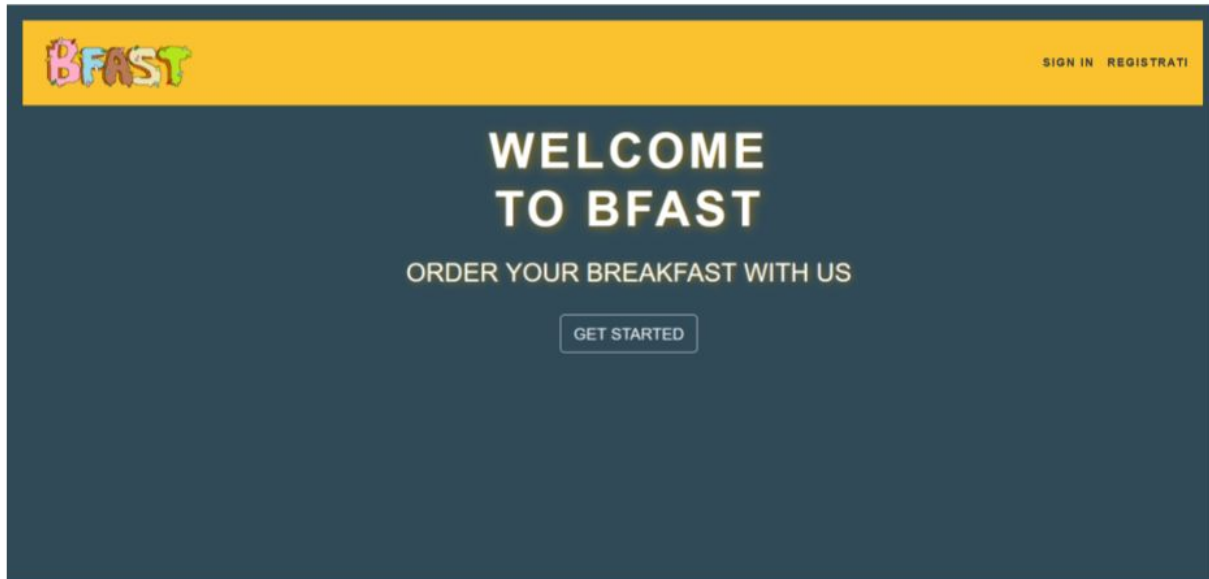 BFAST
SIGN IN REGISTRATI
WELCOME
TO BFAST
ORDER YOUR BREAKFAST WITH US
GET STARTED